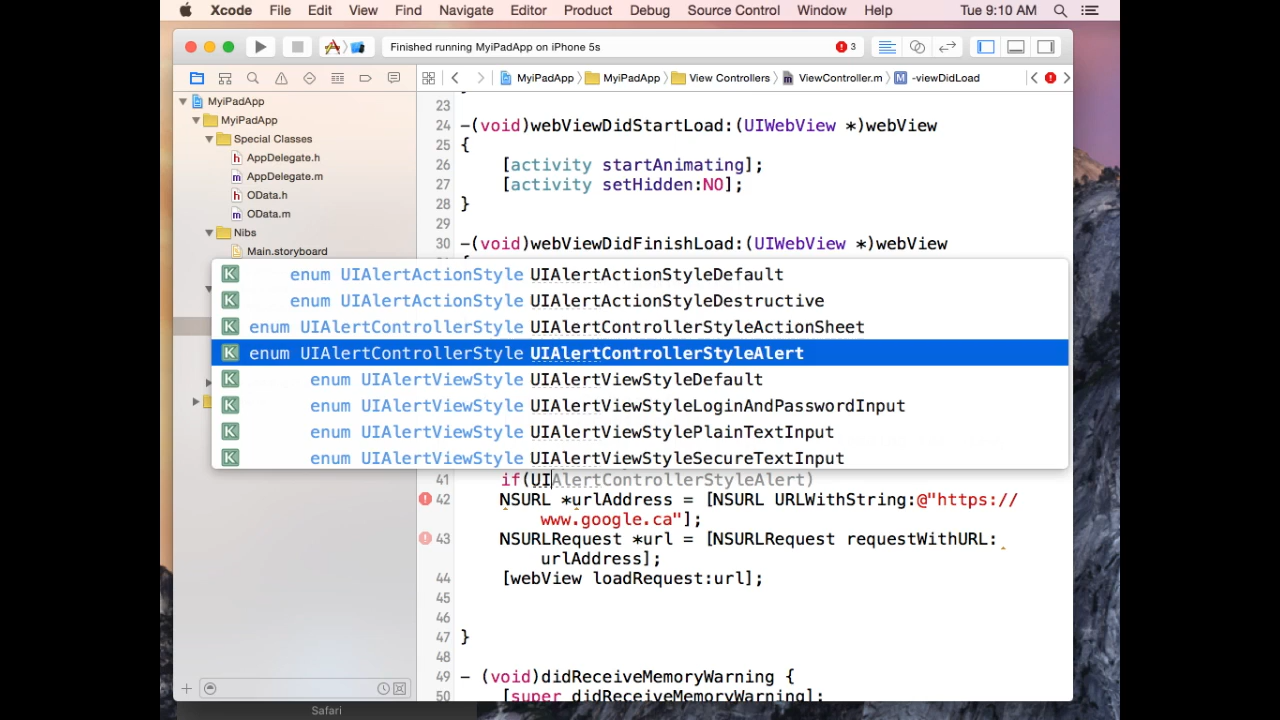 Xcode File Edit View Find Navigate Editor Product Debug Source Control Window Help Tue 9:10 AM
Finished running MyiPadApp on iPhone 5s 3
MyiPadApp MyiPadApp View Controllers ViewController.m M -viewDidLoad
MyiPadApp
MyiPadApp
Special Classes
h AppDelegate.h
m AppDelegate.m
h OData.h
m OData.m
Nibs
Main.storyboard
23
24 -(void)webViewDidStartLoad:(UIWebView *)webView
25 {
26 [activity startAnimating];
27 [activity setHidden:NO];
28 }
29
30 -(void)webViewDidFinishLoad:(UIWebView *)webView
K enum UIAlertActionStyle UIAlertActionStyleDefault
K enum UIAlertActionStyle UIAlertActionStyleDestructive
K enum UIAlertControllerStyle UIAlertControllerStyleActionSheet
K enum UIAlertControllerStyle UIAlertControllerStyleAlert
K enum UIAlertViewStyle UIAlertViewStyleDefault
K enum UIAlertViewStyle UIAlertViewStyleLoginAndPasswordInput
K enum UIAlertViewStyle UIAlertViewStylePlainTextInput
K enum UIAlertViewStyle UIAlertViewStyleSecureTextInput
41 if(UIAlertControllerStyleAlert)
42 NSURL *urlAddress = [NSURL URLWithString:@"https://
www.google.ca"];
43 NSURLRequest *url = [NSURLRequest requestWithURL:
urlAddress];
44 [webView loadRequest:url];
45
46
47 }
48
49 - (void)didReceiveMemoryWarning {
50 [super didReceiveMemoryWarning];
Safari